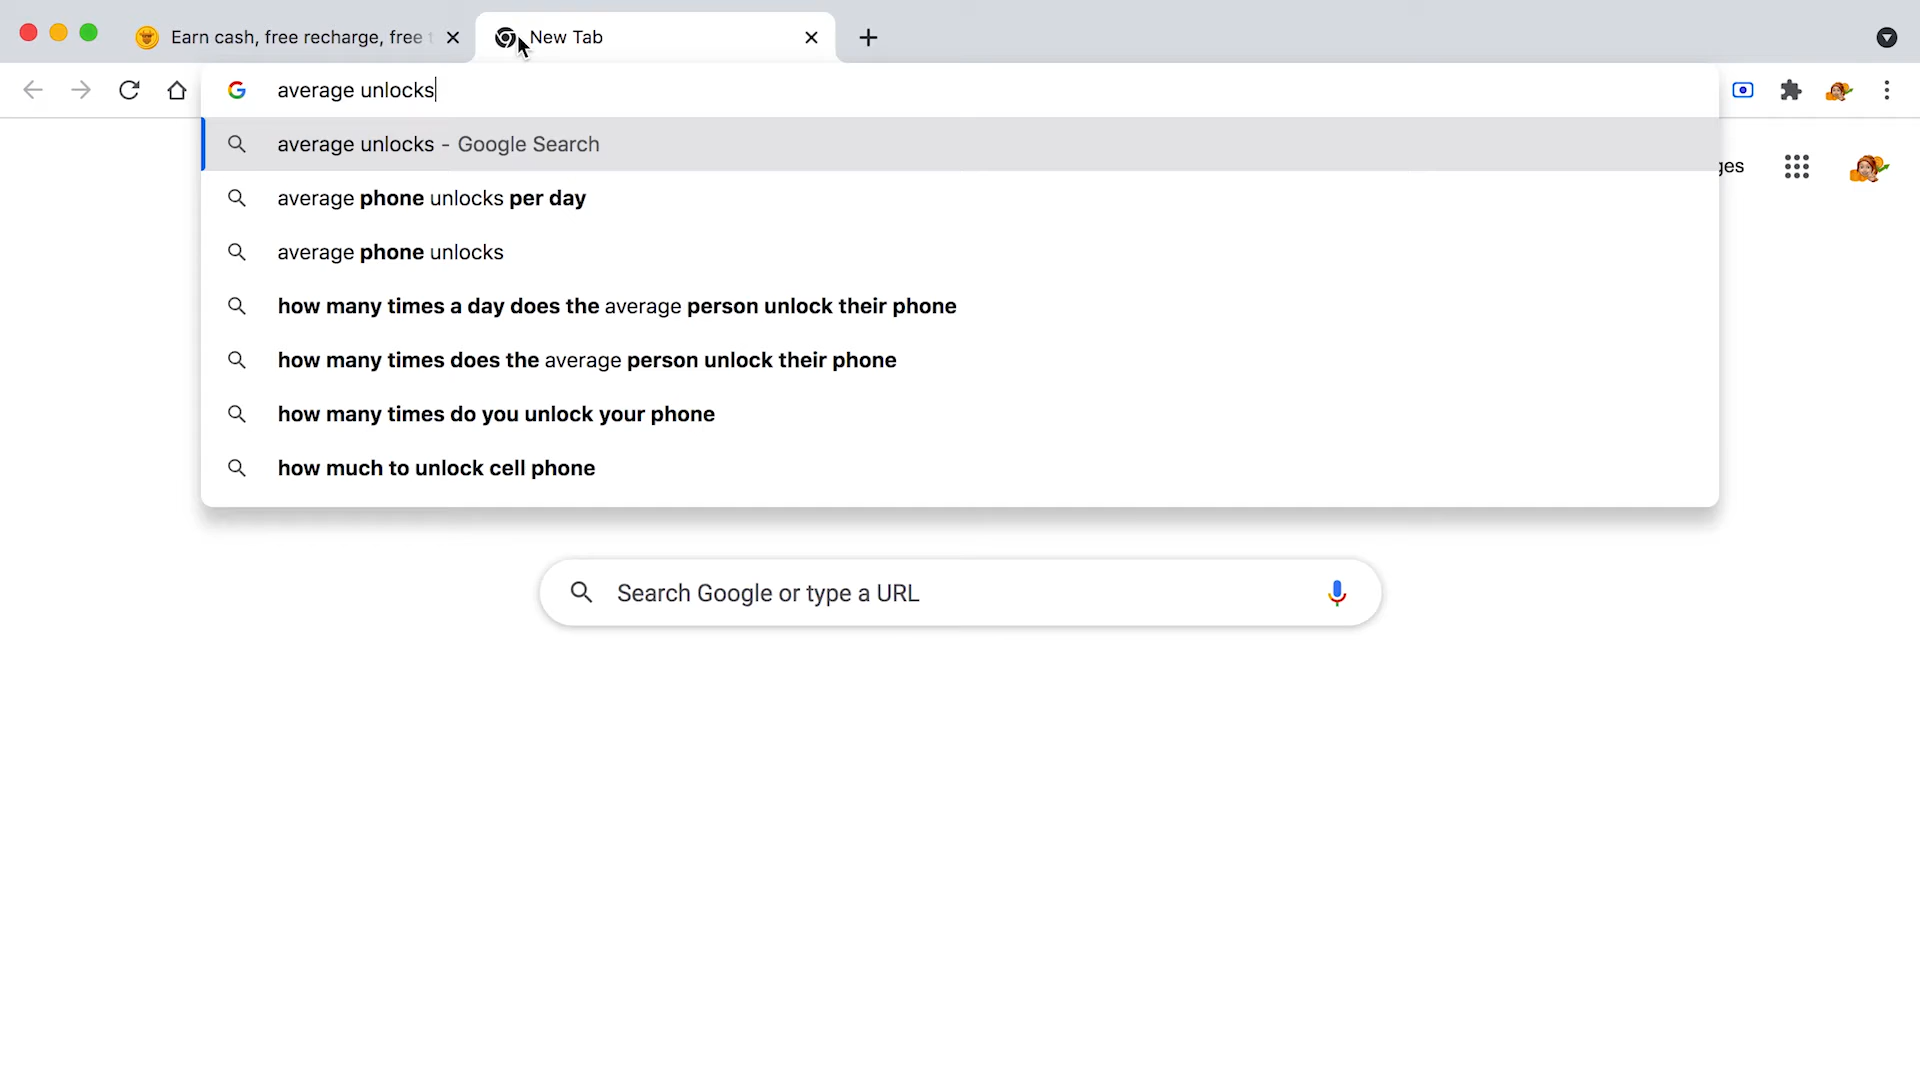 Earn cash, free recharge, free
New Tab
average unlocks
average unlocks - Google Search
average phone unlocks per day
average phone unlocks
how many times a day does the average person unlock their phone
how many times does the average person unlock their phone
how many times do you unlock your phone
how much to unlock cell phone
Search Google or type a URL